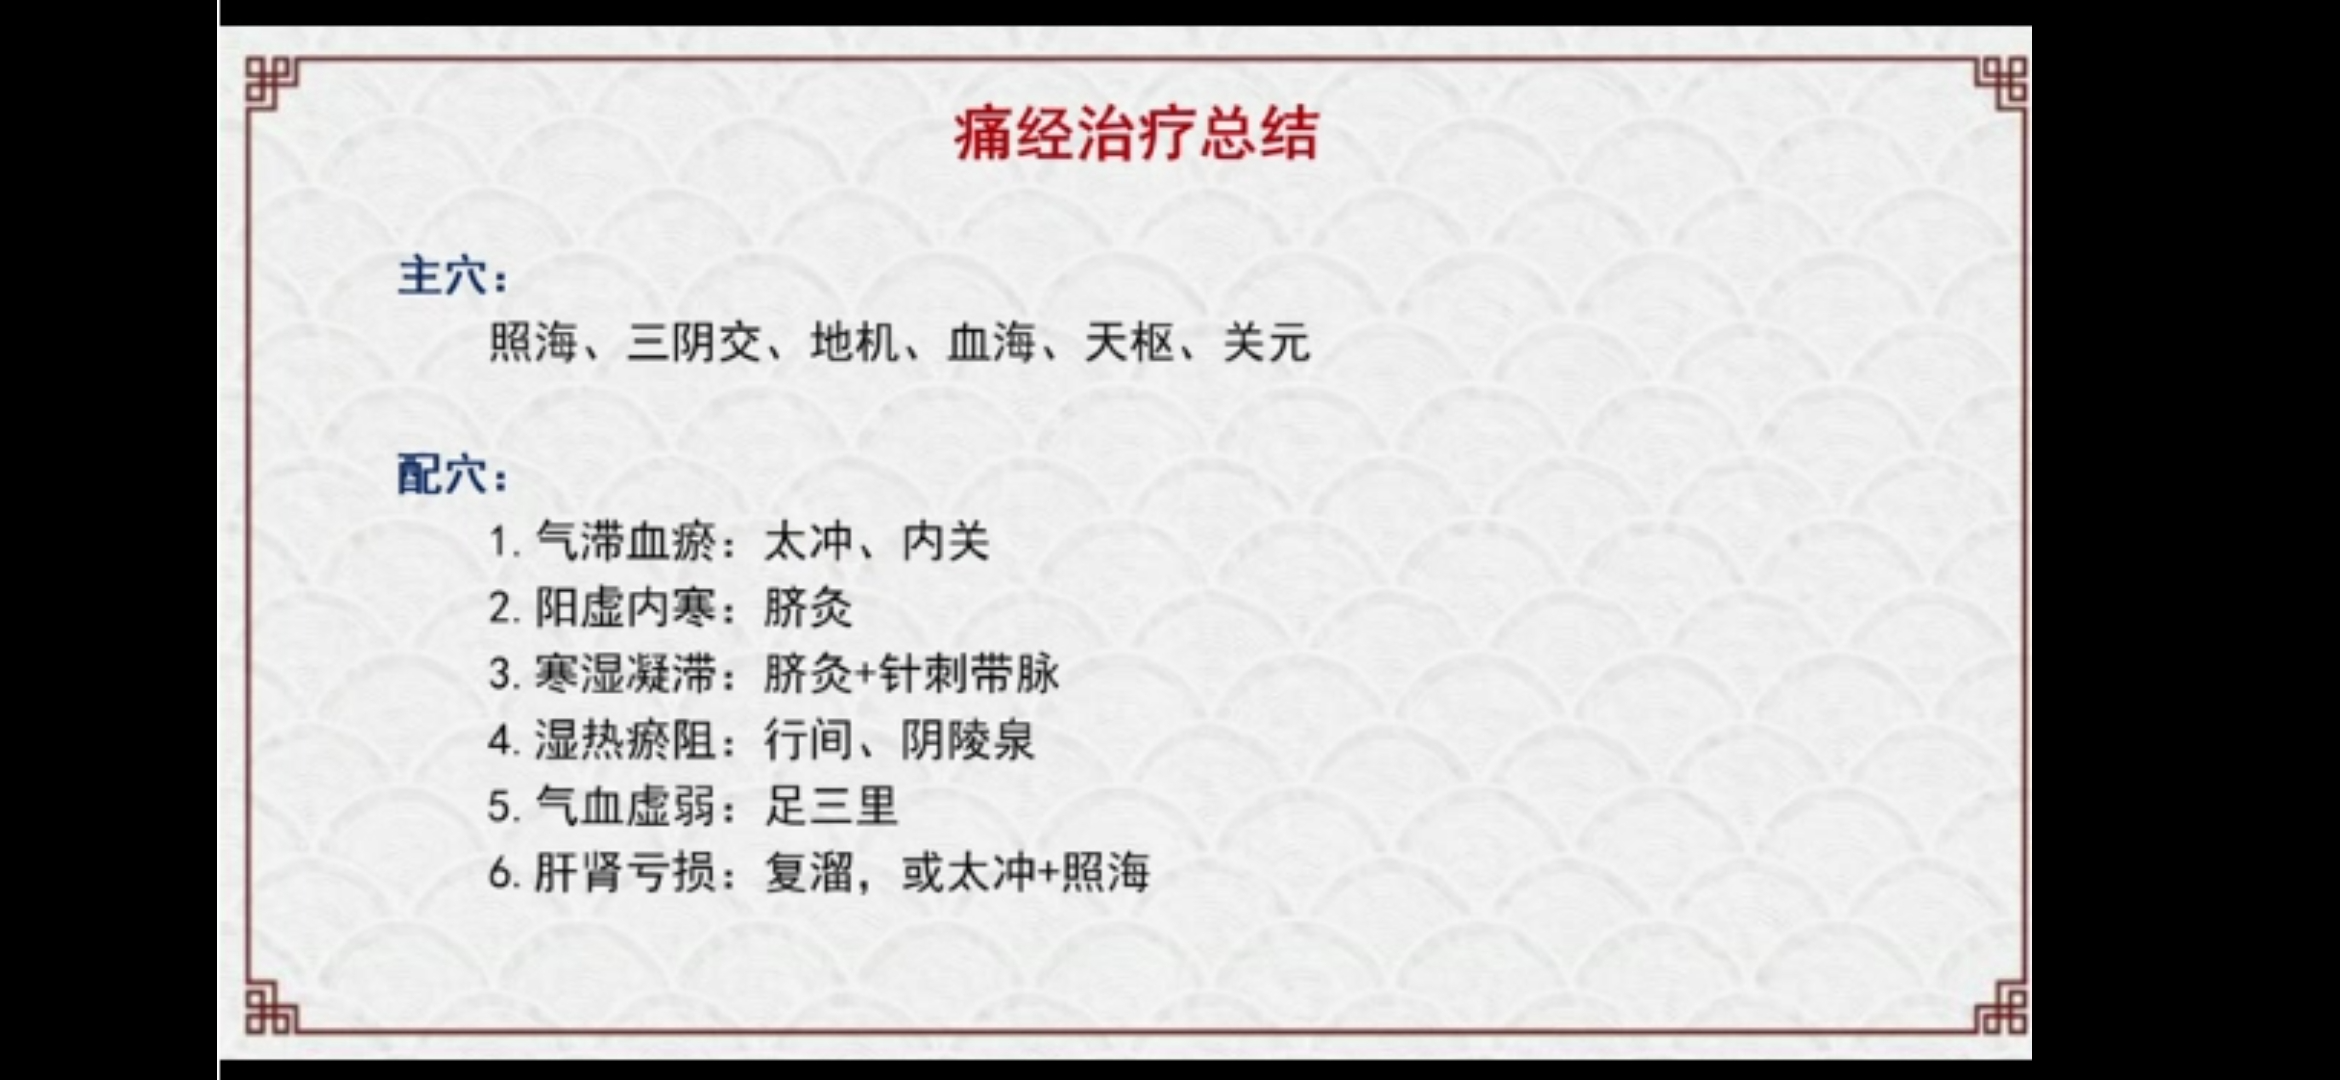 痛经治疗总结
主穴：
照海、三阴交、地机、血海、天枢、关元
配穴：
1.气滞血瘀：太冲、内关
2.阳虚内寒：脐灸
3.寒湿凝滞：脐灸+针刺带脉
4.湿热瘀阻：行间、阴陵泉
5.气血虚弱：足三里
6.肝肾亏损：复溜，或太冲+照海